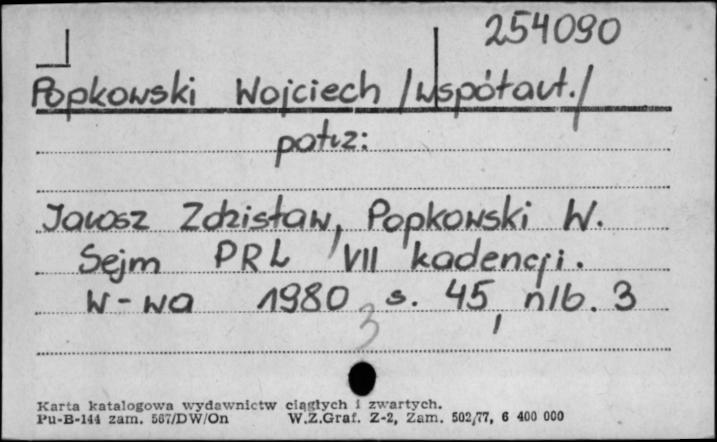 254090
Popkowski Wojciech /współaut./
patrz:
Jarosz Zdzisław, Popkowski W.
Sejm PRL VII kadencji.
W-wa 1980 s. 45, nlb. 3
3
Karta katalogowa wydawnictw ciągłych i zwartych.
Pu-B-144 zam. 567/DW/On W.Z.Graf. Z-2, Zam. 502/77, 6 400 000